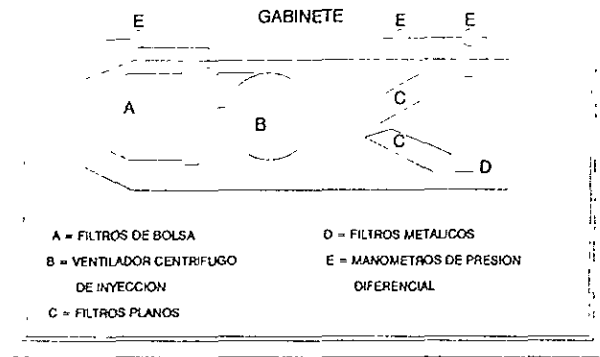 GABINETE
E E E
A
B
C
C
D
A = FILTROS DE BOLSA
B = VENTILADOR CENTRIFUGO
DE INYECCION
C = FILTROS PLANOS
D = FILTROS METALICOS
E = MANOMETROS DE PRESION
DIFERENCIAL